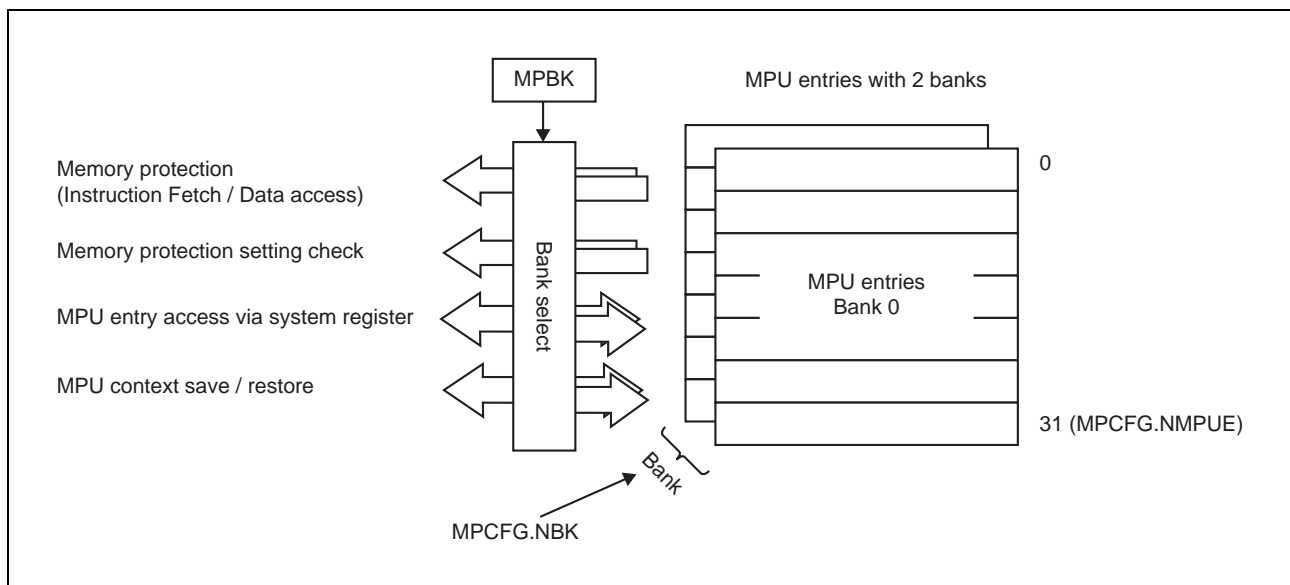 MPBK
MPU entries with 2 banks
Memory protection
(Instruction Fetch / Data access)
0
Memory protection setting check
Bank select
MPU entries
Bank 0
MPU entry access via system register
MPU context save / restore
31 (MPCFG.NMPUE)
Bank
MPCFG.NBK